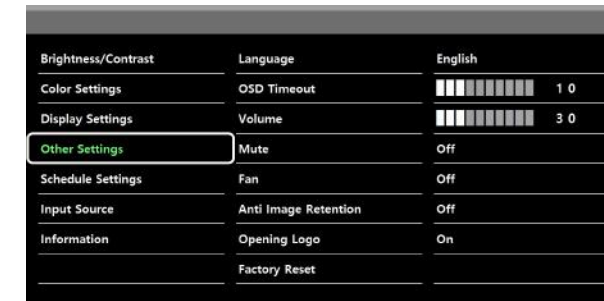 Brightness/Contrast Language English
Color Settings OSD Timeout 1 0
Display Settings Volume 3 0
Other Settings Mute Off
Schedule Settings Fan Off
Input Source Anti Image Retention Off
Information Opening Logo On
Factory Reset